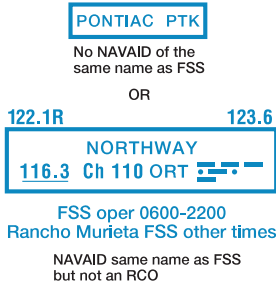 PONTIAC PTK
No NAVAID of the
same name as FSS
OR
122.1R 123.6
NORTHWAY
116.3 Ch 110 ORT
FSS oper 0600-2200
Rancho Murieta FSS other times
NAVAID same name as FSS
but not an RCO